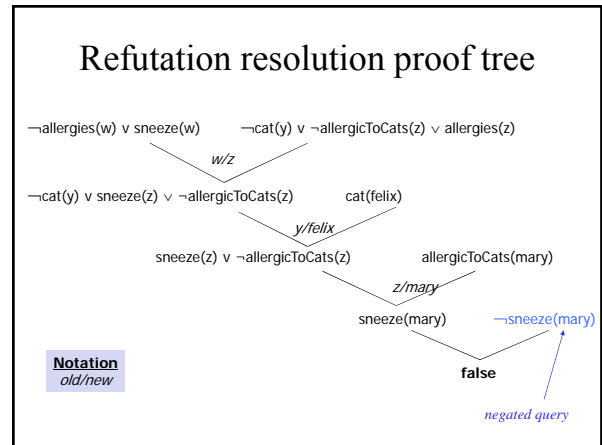 Refutation resolution proof tree
¬allergies(w) v sneeze(w) ¬cat(y) v ¬allergicToCats(z) ∨ allergies(z)
w/z
¬cat(y) v sneeze(z) ∨ ¬allergicToCats(z) cat(felix)
y/felix
sneeze(z) v ¬allergicToCats(z) allergicToCats(mary)
z/mary
sneeze(mary) ¬sneeze(mary)
Notation
old/new
false
negated query